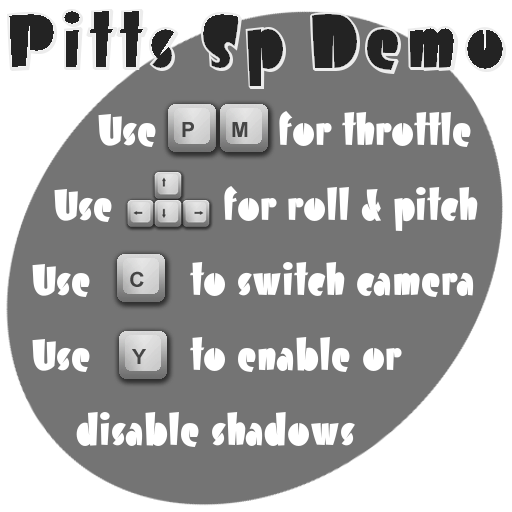 Pitts Sp Demo
Use P M for throttle
Use ↑ ← ↓ → for roll & pitch
Use C to switch camera
Use Y to enable or
disable shadows